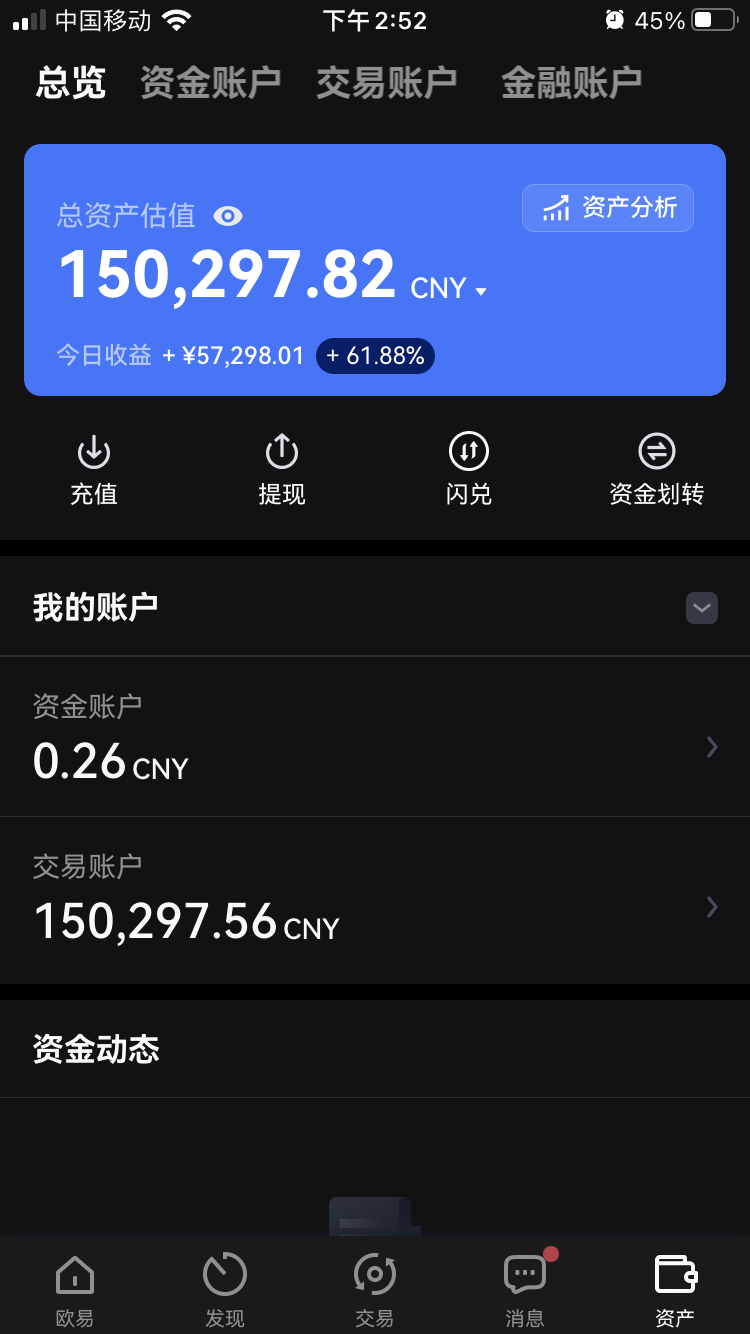 中国移动 下午2:52 45%
总览 资金账户 交易账户 金融账户
总资产估值 资产分析
150,297.82 CNY
今日收益 + ¥57,298.01 + 61.88%
充值 提现 闪兑 资金划转
我的账户
资金账户
0.26 CNY
交易账户
150,297.56 CNY
资金动态
欧易 发现 交易 消息 资产